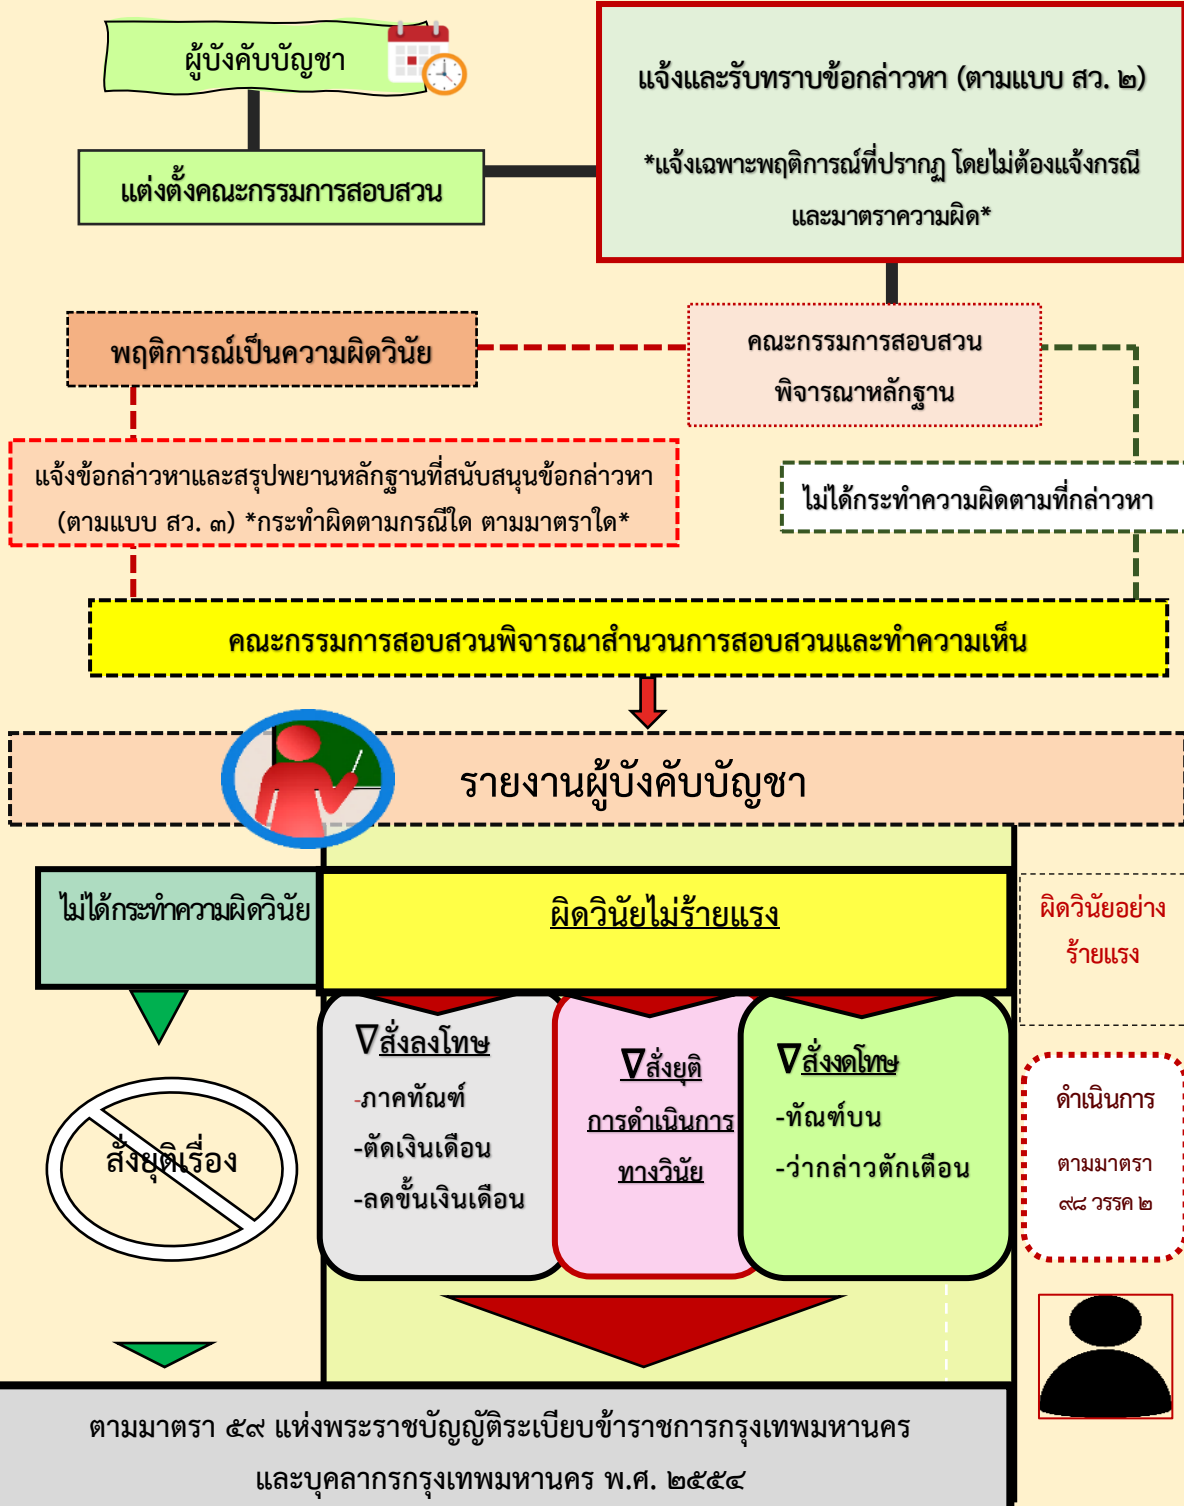 ผู้บังคับบัญชา
แต่งตั้งคณะกรรมการสอบสวน
แจ้งและรับทราบข้อกล่าวหา (ตามแบบ สว. ๒)
*แจ้งเฉพาะพฤติการณ์ที่ปรากฏ โดยไม่ต้องแจ้งกรณี
และมาตราความผิด*
คณะกรรมการสอบสวน
พิจารณาหลักฐาน
พฤติการณ์เป็นความผิดวินัย
แจ้งข้อกล่าวหาและสรุปพยานหลักฐานที่สนับสนุนข้อกล่าวหา
(ตามแบบ สว. ๓) *กระทำผิดตามกรณีใด ตามมาตราใด*
ไม่ได้กระทำความผิดตามที่กล่าวหา
คณะกรรมการสอบสวนพิจารณาสำนวนการสอบสวนและทำความเห็น
รายงานผู้บังคับบัญชา
ไม่ได้กระทำความผิดวินัย
สั่งยุติเรื่อง
ผิดวินัยไม่ร้ายแรง
∇สั่งลงโทษ
-ภาคทัณฑ์
-ตัดเงินเดือน
-ลดขั้นเงินเดือน
∇สั่งยุติ
การดำเนินการ
ทางวินัย
∇สั่งงดโทษ
-ทัณฑ์บน
-ว่ากล่าวตักเตือน
ผิดวินัยอย่าง
ร้ายแรง
ดำเนินการ
ตามมาตรา
๙๘ วรรค ๒
ตามมาตรา ๕๙ แห่งพระราชบัญญัติระเบียบข้าราชการกรุงเทพมหานคร
และบุคลากรกรุงเทพมหานคร พ.ศ. ๒๕๕๔